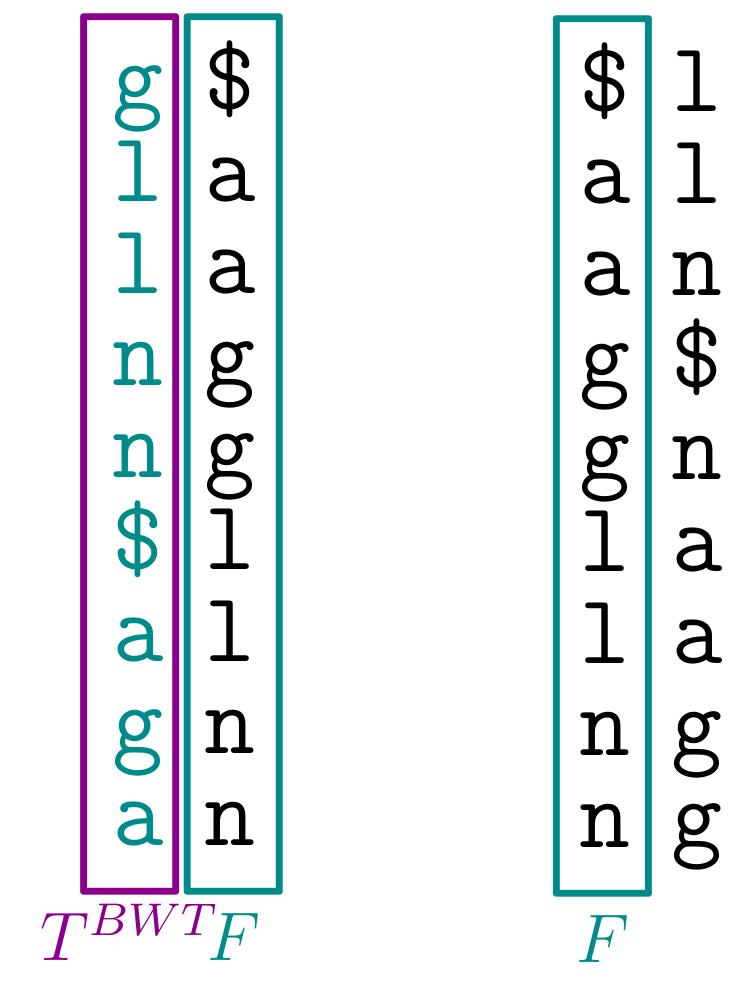 g $ $ l
l a a l
l a a n
n g g $
n g g n
$ l l a
a l l a
g n n g
a n n g
T^{BWT} F F